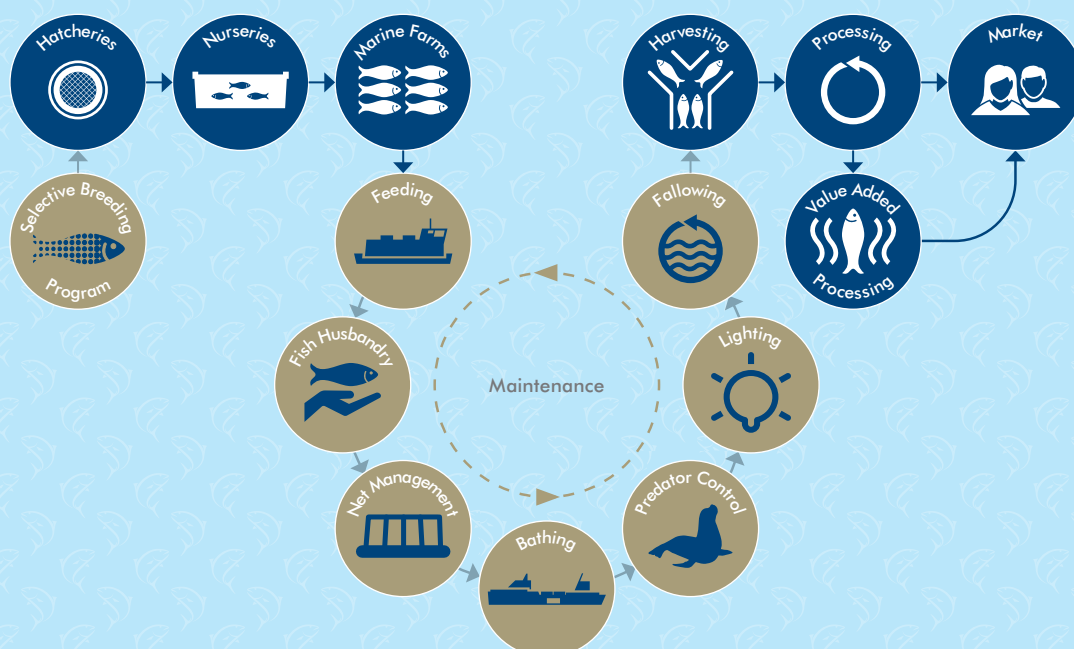 Hatcheries
Nurseries
Marine Farms
Harvesting
Processing
Market
Selective Breeding
Program
Feeding
Fallowing
Value Added
Processing
Fish Husbandry
Maintenance
Lighting
Net Management
Bathing
Predator Control